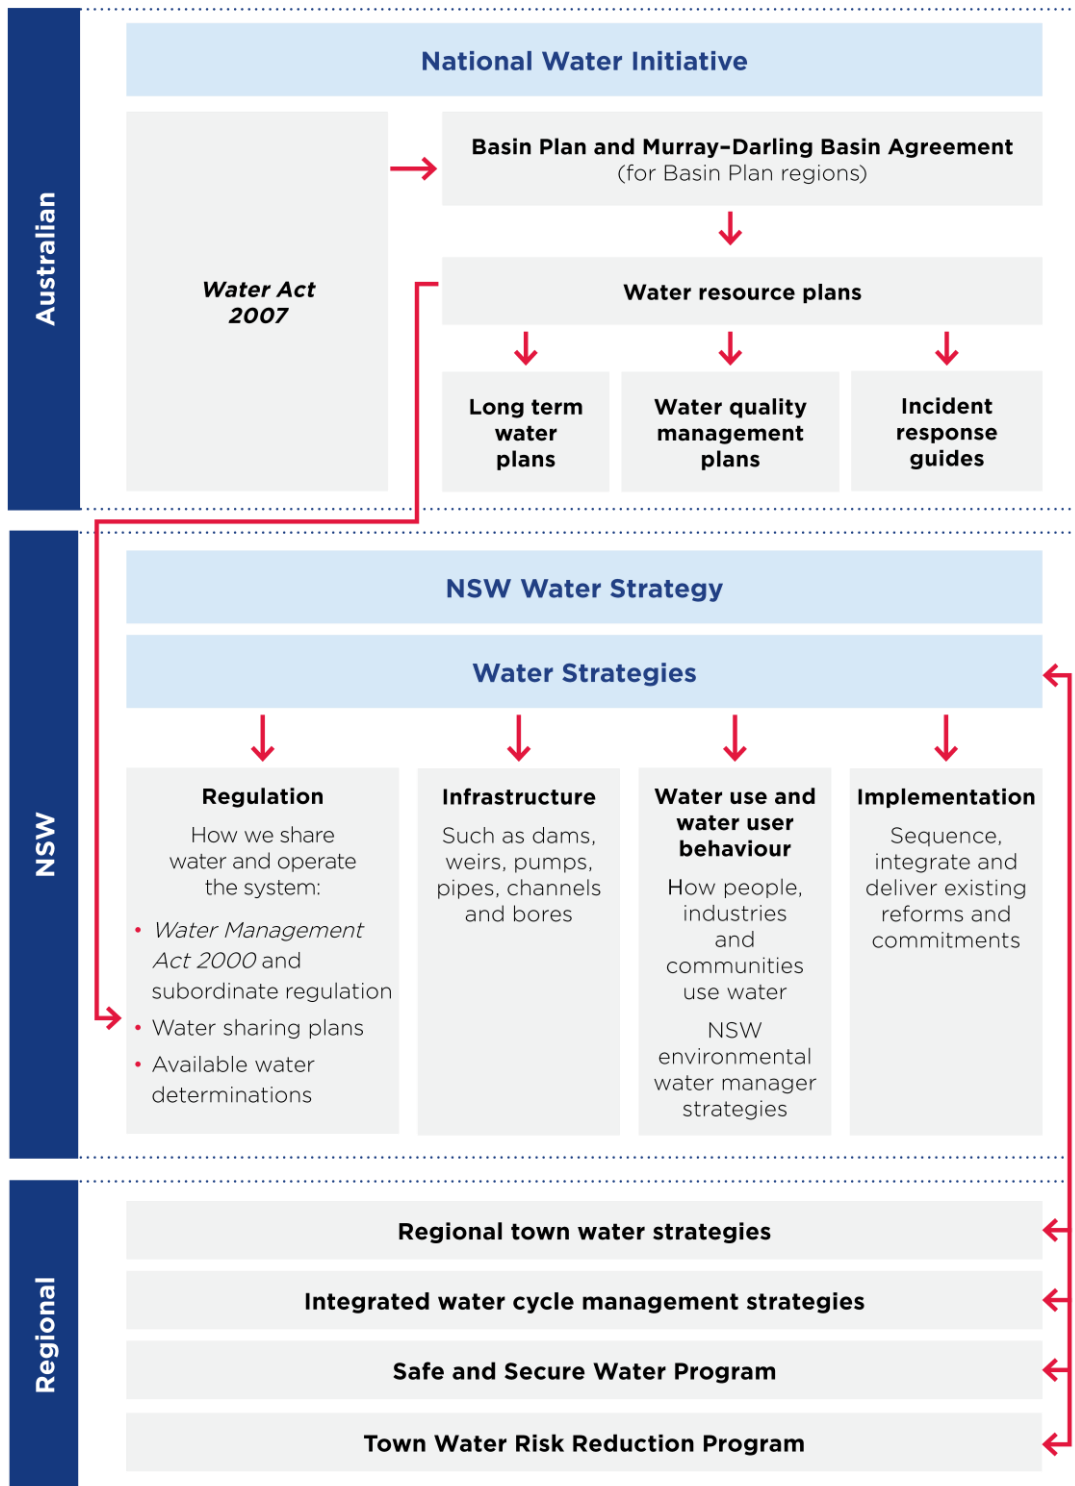 Australian
National Water Initiative
Water Act
2007
Basin Plan and Murray–Darling Basin Agreement
(for Basin Plan regions)
Water resource plans
Long term
water
plans
Water quality
management
plans
Incident
response
guides
NSW
NSW Water Strategy
Water Strategies
Regulation
How we share
water and operate
the system:
• Water Management
Act 2000 and
subordinate regulation
• Water sharing plans
• Available water
determinations
Infrastructure
Such as dams,
weirs, pumps,
pipes, channels
and bores
Water use and
water user
behaviour
How people,
industries
and
communities
use water
NSW
environmental
water manager
strategies
Implementation
Sequence,
integrate and
deliver existing
reforms and
commitments
Regional
Regional town water strategies
Integrated water cycle management strategies
Safe and Secure Water Program
Town Water Risk Reduction Program